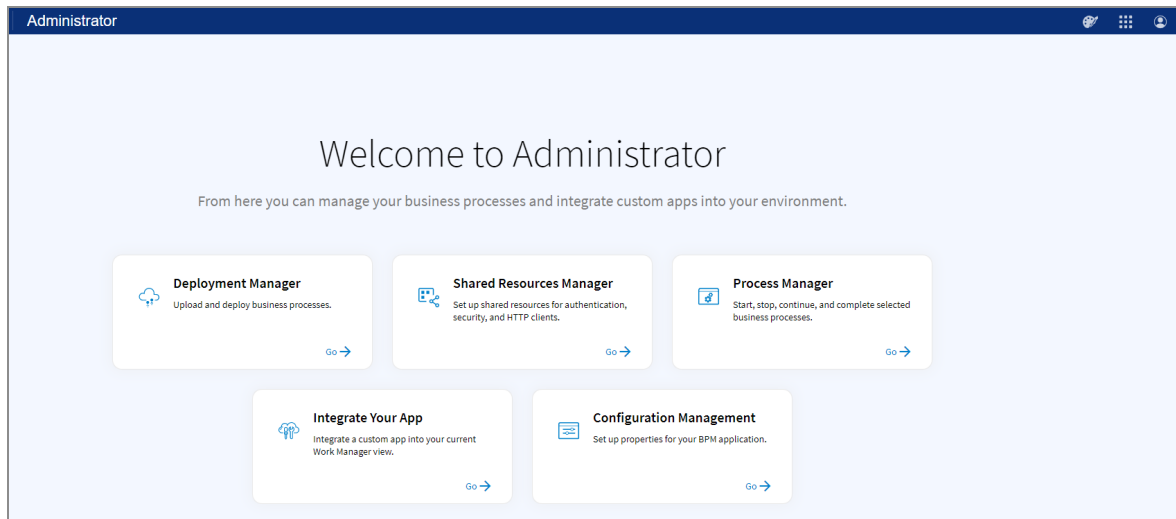 Administrator
Welcome to Administrator
From here you can manage your business processes and integrate custom apps into your environment.
Deployment Manager
Upload and deploy business processes.
Go
Shared Resources Manager
Set up shared resources for authentication,
security, and HTTP clients.
Go
Process Manager
Start, stop, continue, and complete selected
business processes.
Go
Integrate Your App
Integrate a custom app into your current
Work Manager view.
Go
Configuration Management
Set up properties for your BPM application.
Go